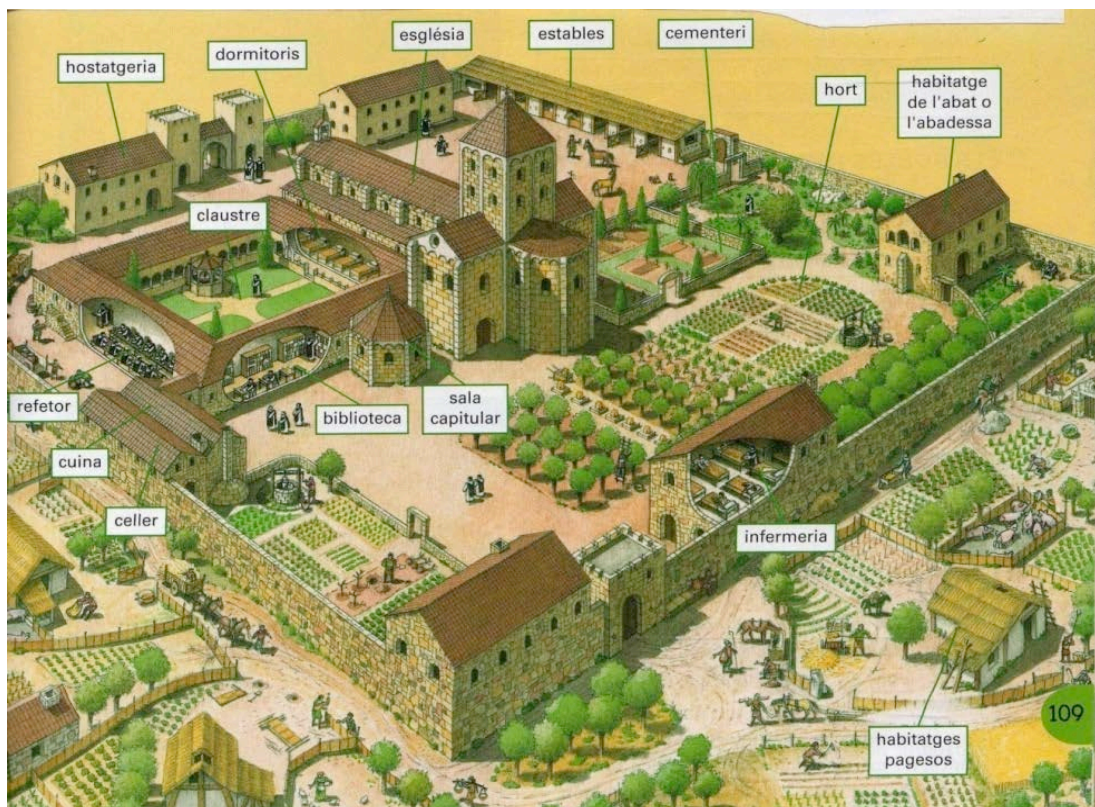 església
estables
cementeri
dormitoris
hostatgeria
hort
habitatge
de l'abat o
l'abadessa
claustre
refetor
biblioteca
sala
capitular
cuina
celler
infermeria
habitatges
pagesos
109